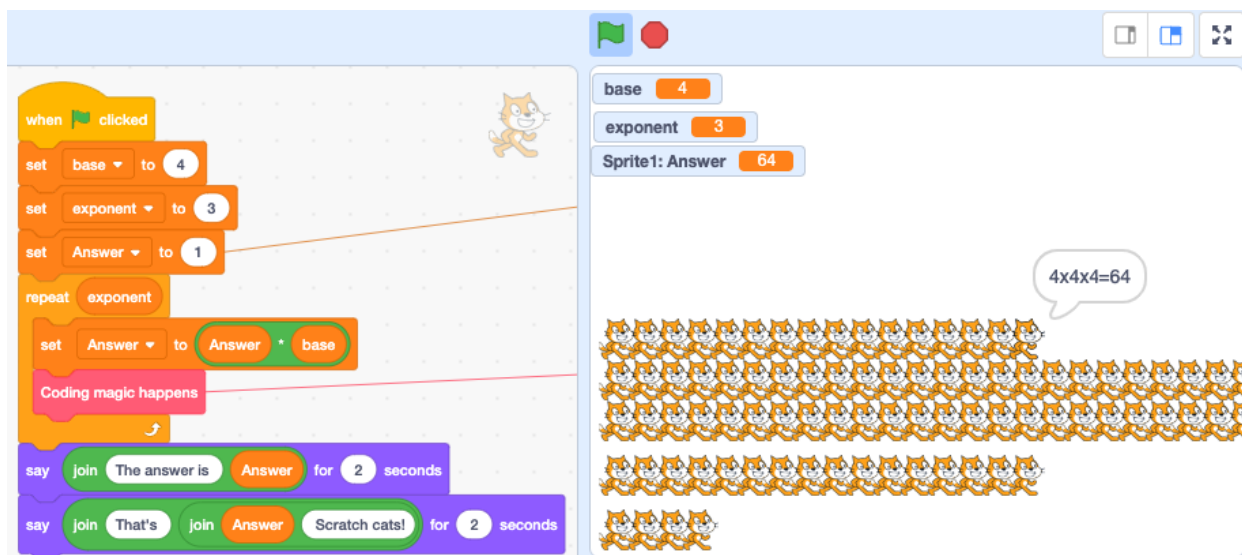 when clicked
set base to 4
set exponent to 3
set Answer to 1
repeat exponent
set Answer to Answer * base
Coding magic happens
say join The answer is Answer for 2 seconds
say join That's join Answer Scratch cats! for 2 seconds
base 4
exponent 3
Sprite1: Answer 64
4x4x4=64